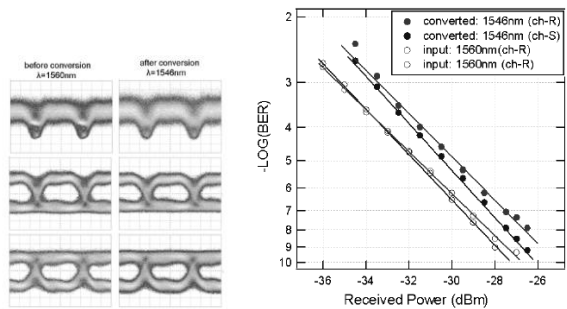 before conversion
λ=1560nm
after conversion
λ=1546nm
converted: 1546nm (ch-R)
converted: 1546nm (ch-S)
input: 1560nm(ch-R)
input: 1560nm (ch-R)
-LOG(BER)
2
3
4
5
6
7
8
9
10
-36
-34
-32
-30
-28
-26
Received Power (dBm)